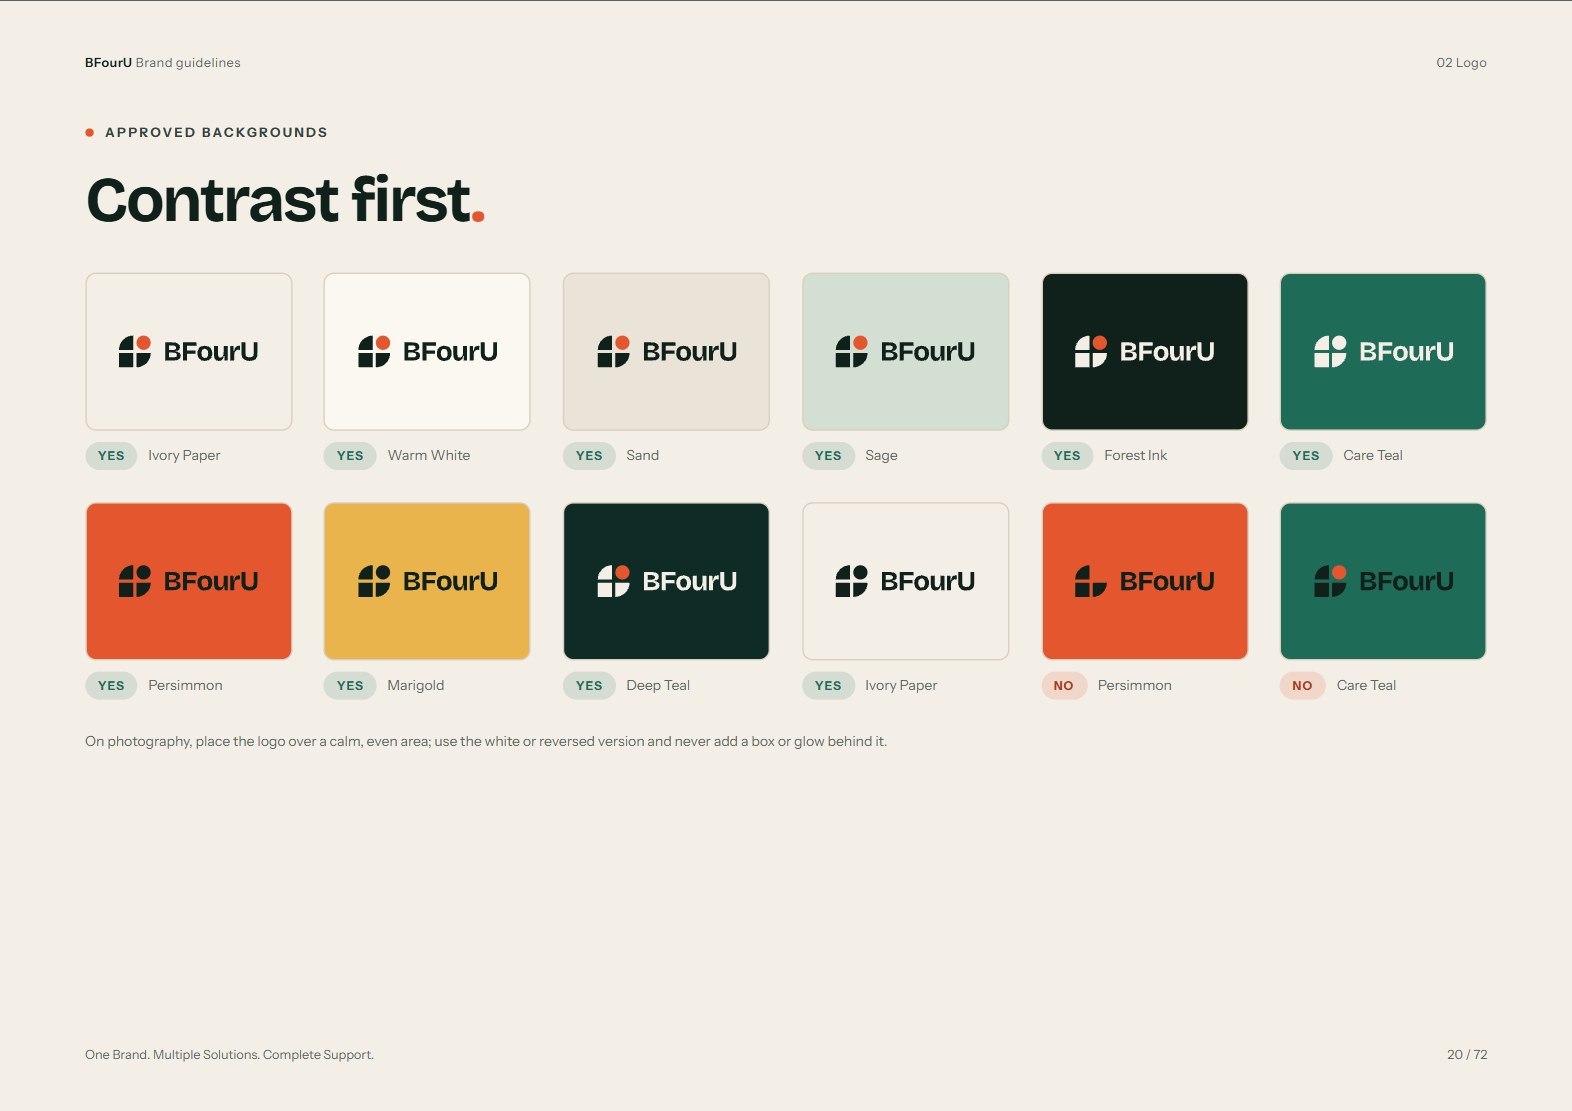 BFourU Brand guidelines
02 Logo
APPROVED BACKGROUNDS
Contrast first.
BFourU
BFourU
BFourU
BFourU
BFourU
BFourU
YES Ivory Paper
YES Warm White
YES Sand
YES Sage
YES Forest Ink
YES Care Teal
BFourU
BFourU
BFourU
BFourU
BFourU
BFourU
YES Persimmon
YES Marigold
YES Deep Teal
YES Ivory Paper
NO Persimmon
NO Care Teal
On photography, place the logo over a calm, even area; use the white or reversed version and never add a box or glow behind it.
One Brand. Multiple Solutions. Complete Support.
20 / 72